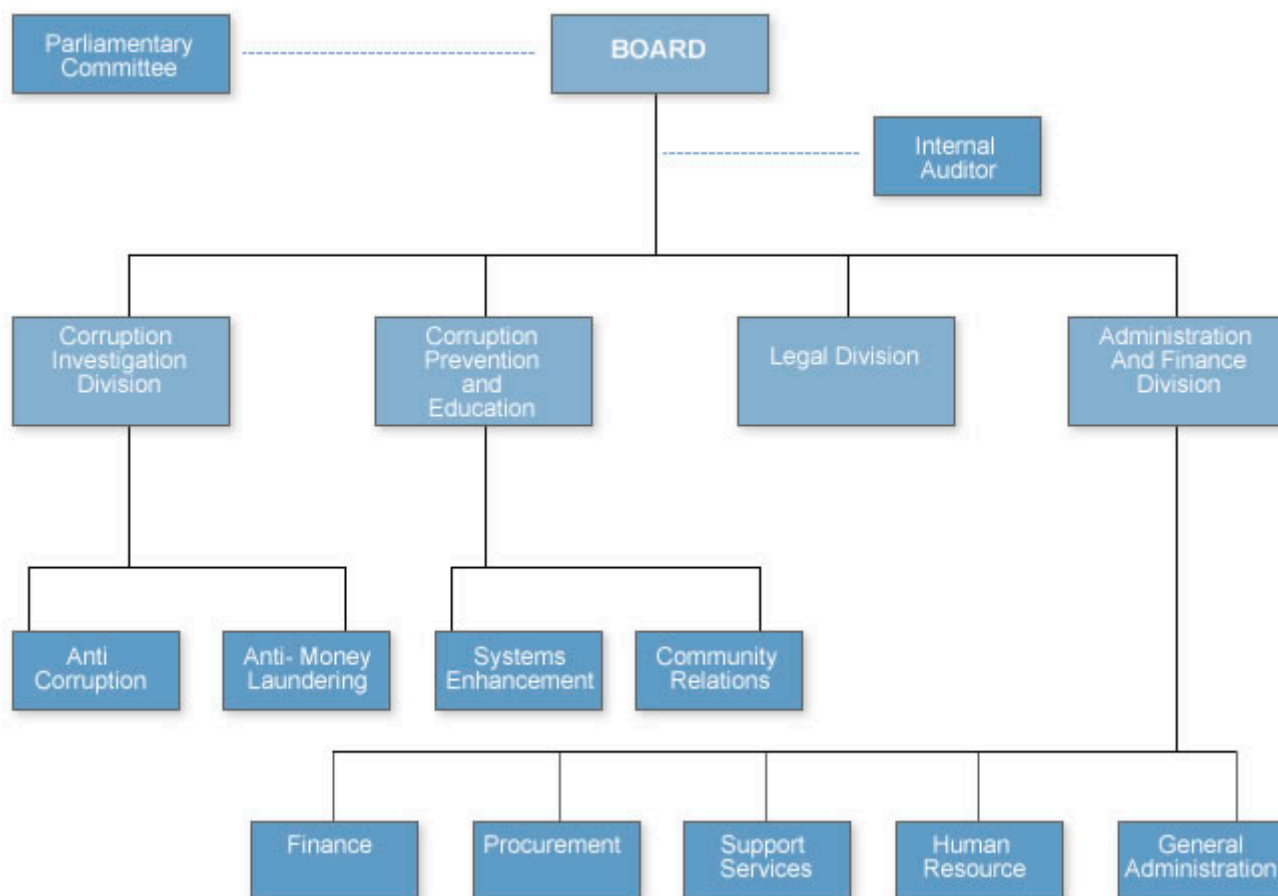 Parliamentary
Committee
BOARD
Internal
Auditor
Corruption
Investigation
Division
Corruption
Prevention
and
Education
Legal Division
Administration
And Finance
Division
Anti
Corruption
Anti- Money
Laundering
Systems
Enhancement
Community
Relations
Finance
Procurement
Support
Services
Human
Resource
General
Administration